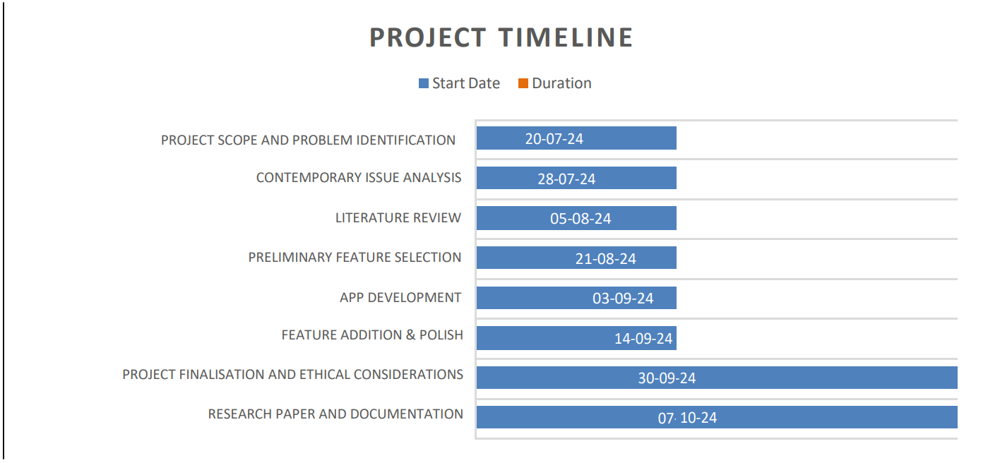 PROJECT TIMELINE
Start Date Duration
PROJECT SCOPE AND PROBLEM IDENTIFICATION 20-07-24
CONTEMPORARY ISSUE ANALYSIS 28-07-24
LITERATURE REVIEW 05-08-24
PRELIMINARY FEATURE SELECTION 21-08-24
APP DEVELOPMENT 03-09-24
FEATURE ADDITION & POLISH 14-09-24
PROJECT FINALISATION AND ETHICAL CONSIDERATIONS 30-09-24
RESEARCH PAPER AND DOCUMENTATION 07-10-24